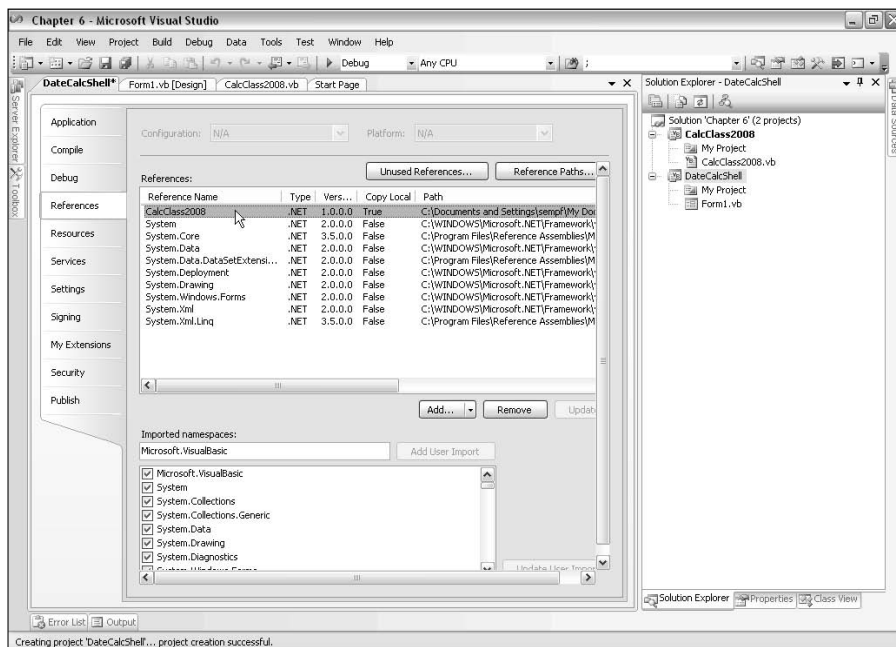 Chapter 6 - Microsoft Visual Studio
File Edit View Project Build Debug Data Tools Test Window Help
Debug Any CPU ;
DateCalcShell* Form1.vb [Design] CalcClass2008.vb Start Page
Server Explorer
Toolbox
Application
Compile
Debug
References
Resources
Services
Settings
Signing
My Extensions
Security
Publish
Configuration: N/A Platform: N/A
References: Unused References... Reference Paths...
Reference Name Type Vers... Copy Local Path
CalcClass2008 .NET 1.0.0.0 True C:\Documents and Settings\sempf\My Doc
System .NET 2.0.0.0 False C:\WINDOWS\Microsoft.NET\Framework\
System.Core .NET 3.5.0.0 False C:\Program Files\Reference Assemblies\M
System.Data .NET 2.0.0.0 False C:\WINDOWS\Microsoft.NET\Framework\
System.Data.DataSetExtensi... .NET 2.0.0.0 False C:\Program Files\Reference Assemblies\M
System.Deployment .NET 2.0.0.0 False C:\WINDOWS\Microsoft.NET\Framework\
System.Drawing .NET 2.0.0.0 False C:\WINDOWS\Microsoft.NET\Framework\
System.Windows.Forms .NET 2.0.0.0 False C:\WINDOWS\Microsoft.NET\Framework\
System.Xml .NET 2.0.0.0 False C:\WINDOWS\Microsoft.NET\Framework\
System.Xml.Linq .NET 3.5.0.0 False C:\Program Files\Reference Assemblies\M
Add... Remove Updat
Imported namespaces:
Microsoft.VisualBasic Add User Import
Microsoft.VisualBasic
System
System.Collections
System.Collections.Generic
System.Data
System.Drawing
System.Diagnostics
System.Windows.Forms
Update User Impor
Solution Explorer - DateCalcShell
Solution 'Chapter 6' (2 projects)
CalcClass2008
My Project
CalcClass2008.vb
DateCalcShell
My Project
Form1.vb
Data Sources
Solution Explorer Properties Class View
Error List Output
Creating project 'DateCalcShell'... project creation successful.